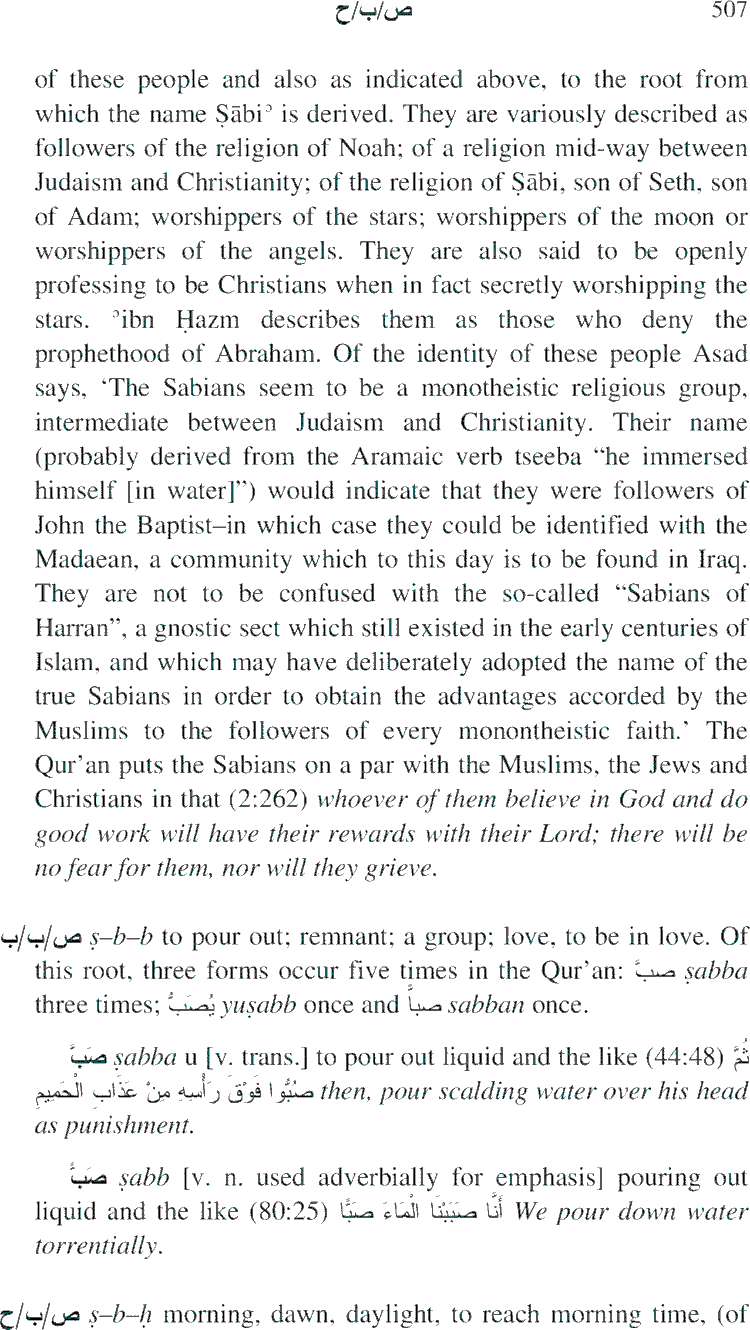 ص/ب/ح 507
of these people and also as indicated above, to the root from
which the name Ṣābiʾ is derived. They are variously described as
followers of the religion of Noah; of a religion mid-way between
Judaism and Christianity; of the religion of Ṣābi, son of Seth, son
of Adam; worshippers of the stars; worshippers of the moon or
worshippers of the angels. They are also said to be openly
professing to be Christians when in fact secretly worshipping the
stars. ʾibn Ḥazm describes them as those who deny the
prophethood of Abraham. Of the identity of these people Asad
says, ‘The Sabians seem to be a monotheistic religious group,
intermediate between Judaism and Christianity. Their name
(probably derived from the Aramaic verb tseeba “he immersed
himself [in water]”) would indicate that they were followers of
John the Baptist–in which case they could be identified with the
Madaean, a community which to this day is to be found in Iraq.
They are not to be confused with the so-called “Sabians of
Harran”, a gnostic sect which still existed in the early centuries of
Islam, and which may have deliberately adopted the name of the
true Sabians in order to obtain the advantages accorded by the
Muslims to the followers of every monontheistic faith.’ The
Qur’an puts the Sabians on a par with the Muslims, the Jews and
Christians in that (2:262) whoever of them believe in God and do
good work will have their rewards with their Lord; there will be
no fear for them, nor will they grieve.
ص/ب/ب ṣ–b–b to pour out; remnant; a group; love, to be in love. Of
this root, three forms occur five times in the Qur’an: صبَّ ṣabba
three times; يُصَبُّ yuṣabb once and صباًّ sabban once.
صَبَّ ṣabba u [v. trans.] to pour out liquid and the like (44:48) ثُمَّ
صُبُّوا فَوْقَ رَأْسِهِ مِنْ عَذَابِ الْحَمِيمِ then, pour scalding water over his head
as punishment.
صَبًّ ṣabb [v. n. used adverbially for emphasis] pouring out
liquid and the like (80:25) أَنَّا صَبَبْنَا الْمَاءَ صَبًّا We pour down water
torrentially.
ص/ب/ح ṣ–b–ḥ morning, dawn, daylight, to reach morning time, (of